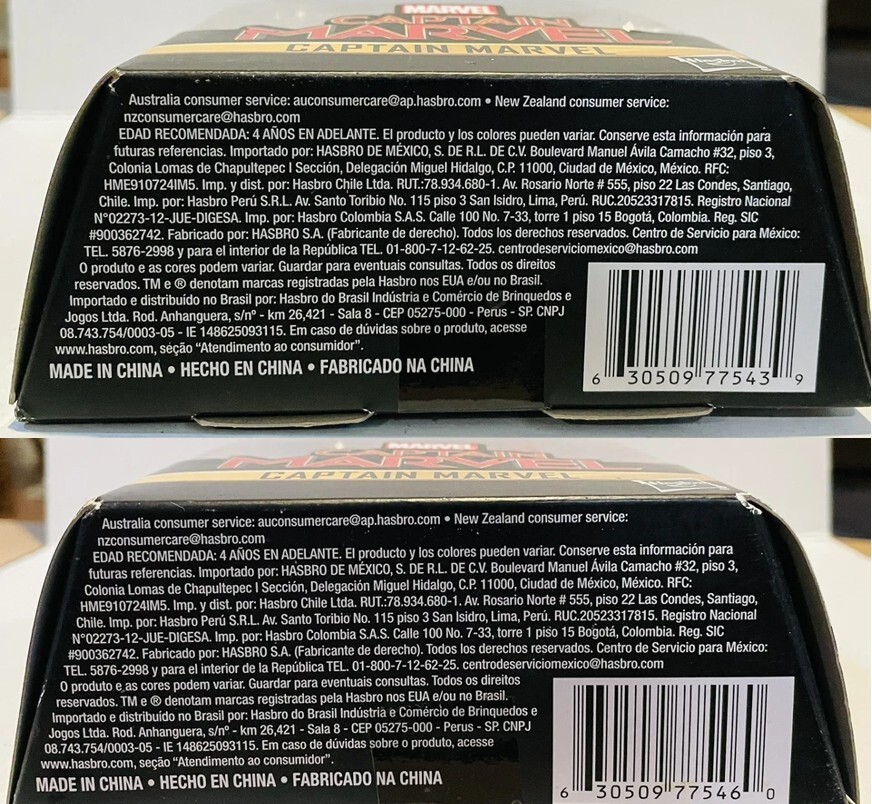 MARVEL
CAPTAIN
MARVEL
CAPTAIN MARVEL
Australia consumer service: auconsumercare@ap.hasbro.com • New Zealand consumer service:
nzconsumercare@hasbro.com
EDAD RECOMENDADA: 4 AÑOS EN ADELANTE. El producto y los colores pueden variar. Conserve esta información para
futuras referencias. Importado por: HASBRO DE MÉXICO, S. DE R.L. DE C.V. Boulevard Manuel Ávila Camacho #32, piso 3,
Colonia Lomas de Chapultepec I Sección, Delegación Miguel Hidalgo, C.P. 11000, Ciudad de México, México. RFC:
HME910724IM5. Imp. y dist. por: Hasbro Chile Ltda. RUT.:78.934.680-1. Av. Rosario Norte # 555, piso 22 Las Condes, Santiago,
Chile. Imp. por: Hasbro Perú S.R.L. Av. Santo Toribio No. 115 piso 3 San Isidro, Lima, Perú. RUC.20523317815. Registro Nacional
N°02273-12-JUE-DIGESA. Imp. por: Hasbro Colombia S.A.S. Calle 100 No. 7-33, torre 1 piso 15 Bogotá, Colombia. Reg. SIC
#900362742. Fabricado por: HASBRO S.A. (Fabricante de derecho). Todos los derechos reservados. Centro de Servicio para México:
TEL. 5876-2998 y para el interior de la República TEL. 01-800-7-12-62-25. centrodeserviciomexico@hasbro.com
O produto e as cores podem variar. Guardar para eventuais consultas. Todos os direitos
reservados. TM e ® denotam marcas registradas pela Hasbro nos EUA e/ou no Brasil.
Importado e distribuído no Brasil por: Hasbro do Brasil Indústria e Comércio de Brinquedos e
Jogos Ltda. Rod. Anhanguera, s/nº - km 26,421 - Sala 8 - CEP 05275-000 - Perus - SP. CNPJ
08.743.754/0003-05 - IE 148625093115. Em caso de dúvidas sobre o produto, acesse
www.hasbro.com, seção “Atendimento ao consumidor”.
MADE IN CHINA • HECHO EN CHINA • FABRICADO NA CHINA
6 30509 77543 9
MARVEL
CAPTAIN
MARVEL
CAPTAIN MARVEL
Australia consumer service: auconsumercare@ap.hasbro.com • New Zealand consumer service:
nzconsumercare@hasbro.com
EDAD RECOMENDADA: 4 AÑOS EN ADELANTE. El producto y los colores pueden variar. Conserve esta información para
futuras referencias. Importado por: HASBRO DE MÉXICO, S. DE R.L. DE C.V. Boulevard Manuel Ávila Camacho #32, piso 3,
Colonia Lomas de Chapultepec I Sección, Delegación Miguel Hidalgo, C.P. 11000, Ciudad de México, México. RFC:
HME910724IM5. Imp. y dist. por: Hasbro Chile Ltda. RUT.:78.934.680-1. Av. Rosario Norte # 555, piso 22 Las Condes, Santiago,
Chile. Imp. por: Hasbro Perú S.R.L. Av. Santo Toribio No. 115 piso 3 San Isidro, Lima, Perú. RUC.20523317815. Registro Nacional
N°02273-12-JUE-DIGESA. Imp. por: Hasbro Colombia S.A.S. Calle 100 No. 7-33, torre 1 piso 15 Bogotá, Colombia. Reg. SIC
#900362742. Fabricado por: HASBRO S.A. (Fabricante de derecho). Todos los derechos reservados. Centro de Servicio para México:
TEL. 5876-2998 y para el interior de la República TEL. 01-800-7-12-62-25. centrodeserviciomexico@hasbro.com
O produto e as cores podem variar. Guardar para eventuais consultas. Todos os direitos
reservados. TM e ® denotam marcas registradas pela Hasbro nos EUA e/ou no Brasil.
Importado e distribuído no Brasil por: Hasbro do Brasil Indústria e Comércio de Brinquedos e
Jogos Ltda. Rod. Anhanguera, s/nº - km 26,421 - Sala 8 - CEP 05275-000 - Perus - SP. CNPJ
08.743.754/0003-05 - IE 148625093115. Em caso de dúvidas sobre o produto, acesse
www.hasbro.com, seção “Atendimento ao consumidor”.
MADE IN CHINA • HECHO EN CHINA • FABRICADO NA CHINA
6 30509 77546 0